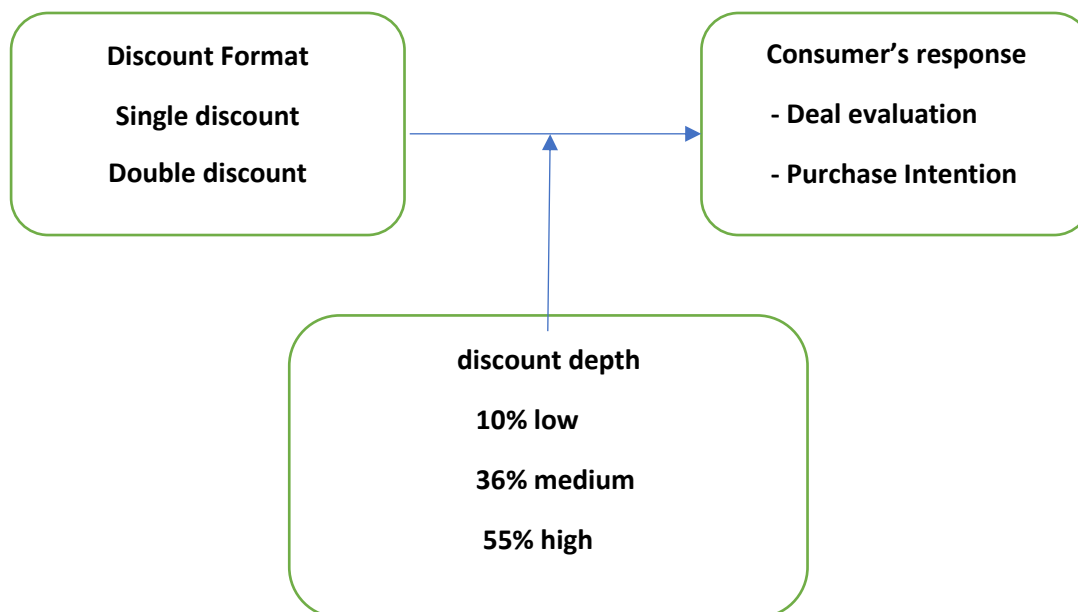 Discount Format
Single discount
Double discount
Consumer’s response
- Deal evaluation
- Purchase Intention
discount depth
10% low
36% medium
55% high